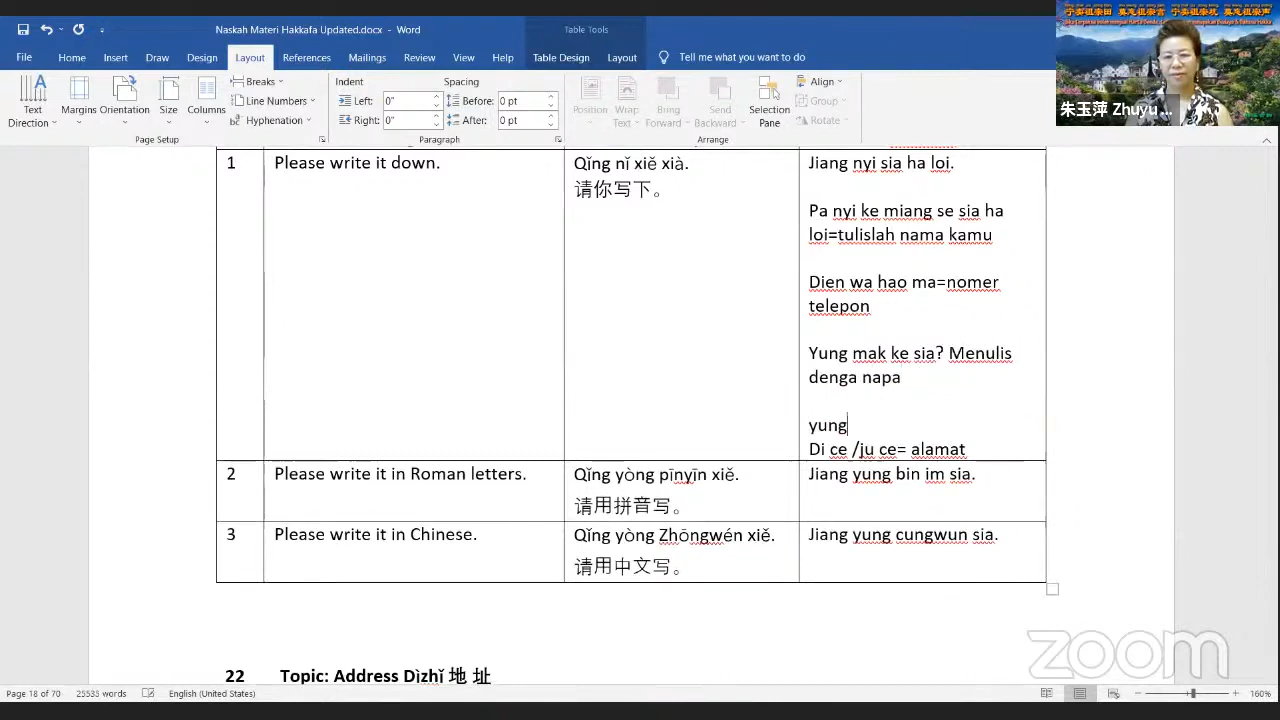 Naskah Materi Hakkafa Updated.docx - Word
Table Tools
File Home Insert Draw Design Layout References Mailings Review View Help Table Design Layout Tell me what you want to do
Text Direction
Margins
Orientation
Size
Columns
Breaks
Line Numbers
Hyphenation
Page Setup
Indent
Left: 0"
Right: 0"
Spacing
Before: 0 pt
After: 0 pt
Paragraph
Position
Wrap Text
Bring Forward
Send Backward
Selection Pane
Align
Group
Rotate
Arrange
朱玉萍 Zhuyu ...
1 Please write it down. Qǐng nǐ xiě xià. Jiang nyi sia ha loi.
请你写下。
Pa nyi ke miang se sia ha
loi=tulislah nama kamu
Dien wa hao ma=nomer
telepon
Yung mak ke sia? Menulis
denga napa
yung
Di ce /ju ce= alamat
2 Please write it in Roman letters. Qǐng yòng pīnyīn xiě. Jiang yung bin im sia.
请用拼音写。
3 Please write it in Chinese. Qǐng yòng Zhōngwén xiě. Jiang yung cungwun sia.
请用中文写。
zoom
22 Topic: Address Dìzhǐ 地址
Page 18 of 70 25535 words English (United States) 160%